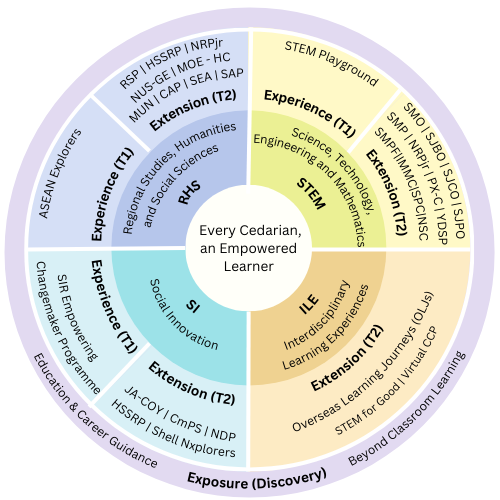 Every Cedarian,
an Empowered
Learner
RHS
Regional Studies, Humanities
and Social Sciences
Experience (T1)
ASEAN Explorers
Extension (T2)
RSP | HSSRP | NRPjr
NUS-GE | MOE - HC
MUN | CAP | SEA | SAP
STEM
Science, Technology,
Engineering and Mathematics
Experience (T1)
STEM Playground
Extension (T2)
SMO | SJBO | SJCO | SJPO
SMP | NRPjr | PX-C | YDSP
SMPF|IMMC|SPC|NSC
SI
Social Innovation
Experience (T1)
SIR Empowering
Changemaker Programme
Extension (T2)
JA-COY | CmPS | NDP
HSSRP | Shell Nxplorers
ILE
Interdisciplinary
Learning Experiences
Extension (T2)
Overseas Learning Journeys (OLJs)
STEM for Good | Virtual CCP
Education & Career Guidance
Exposure (Discovery)
Beyond Classroom Learning